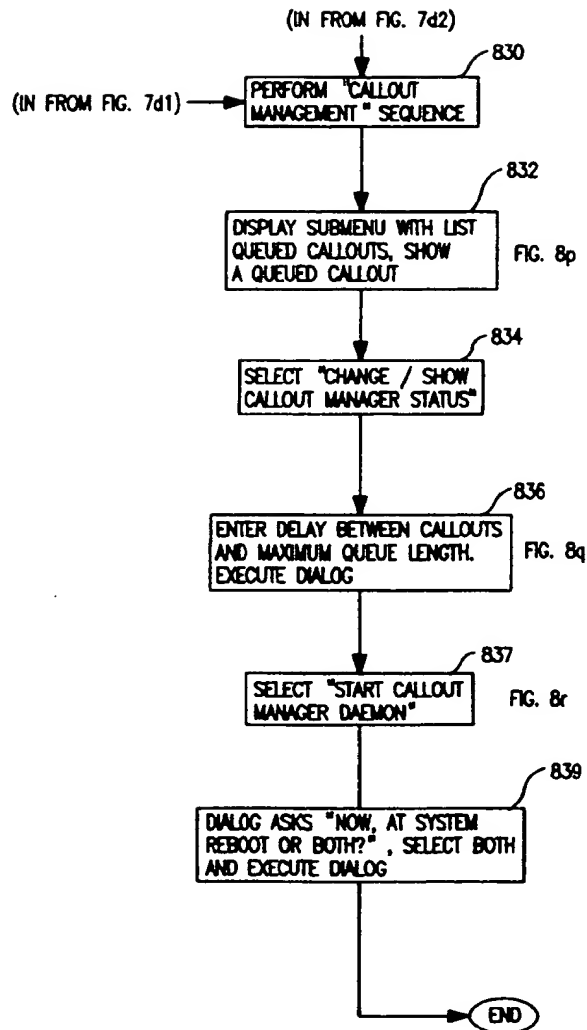 (IN FROM FIG. 7d2)
830
(IN FROM FIG. 7d1)
PERFORM "CALLOUT
MANAGEMENT" SEQUENCE
832
DISPLAY SUBMENU WITH LIST
QUEUED CALLOUTS, SHOW
A QUEUED CALLOUT
FIG. 8p
834
SELECT "CHANGE / SHOW
CALLOUT MANAGER STATUS"
836
ENTER DELAY BETWEEN CALLOUTS
AND MAXIMUM QUEUE LENGTH.
EXECUTE DIALOG
FIG. 8q
837
SELECT "START CALLOUT
MANAGER DAEMON"
FIG. 8r
839
DIALOG ASKS "NOW, AT SYSTEM
REBOOT OR BOTH?" , SELECT BOTH
AND EXECUTE DIALOG
END